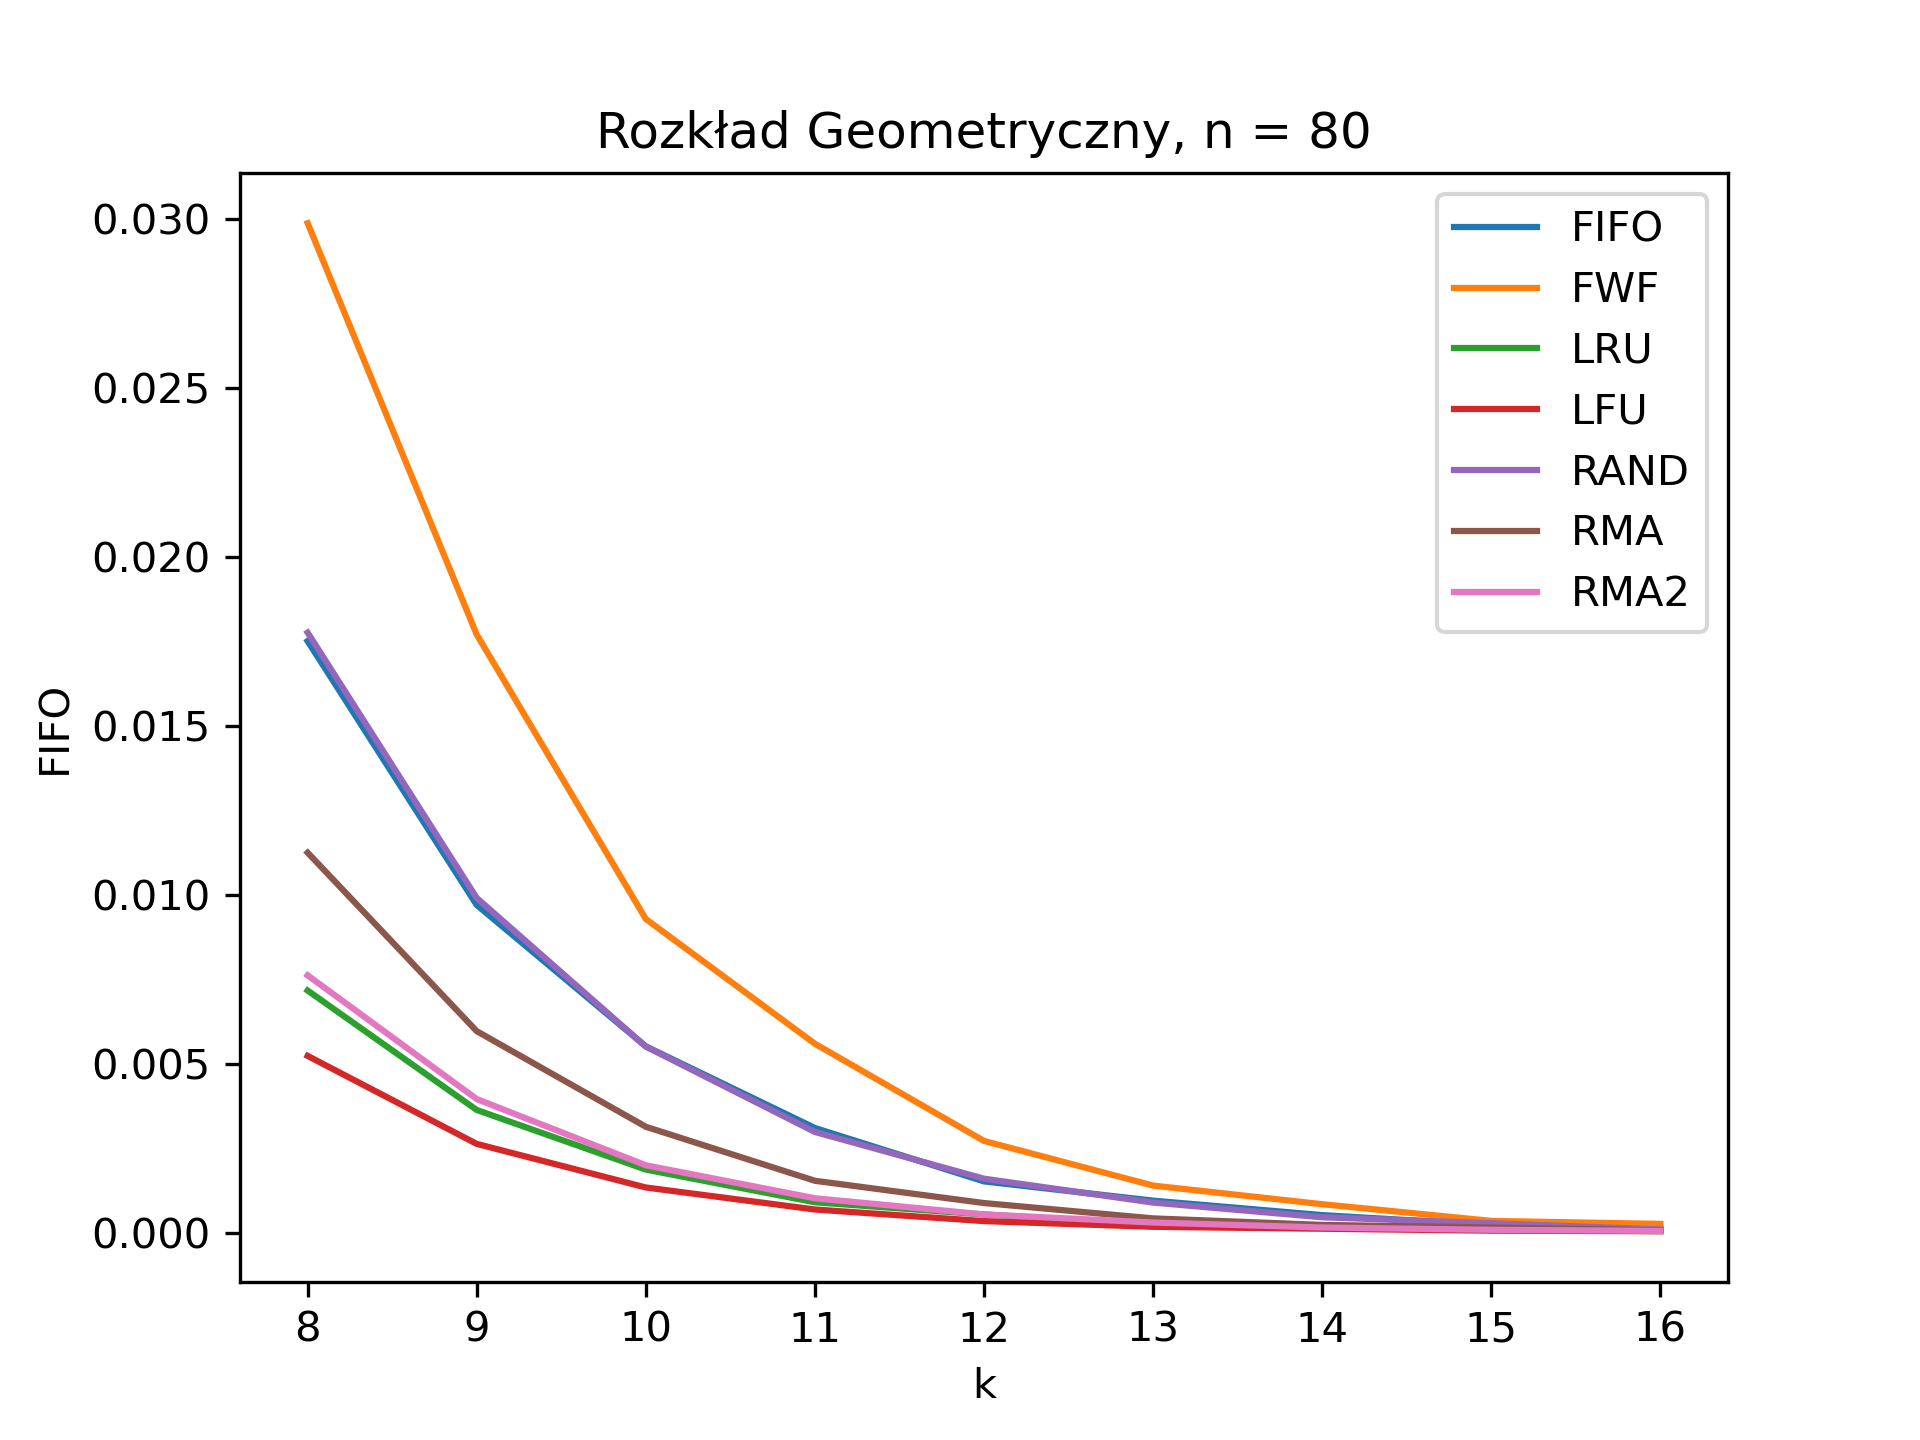 Rozkład Geometryczny, n = 80
FIFO
0.030
0.025
0.020
0.015
0.010
0.005
0.000
FIFO
FWF
LRU
LFU
RAND
RMA
RMA2
8 9 10 11 12 13 14 15 16
k